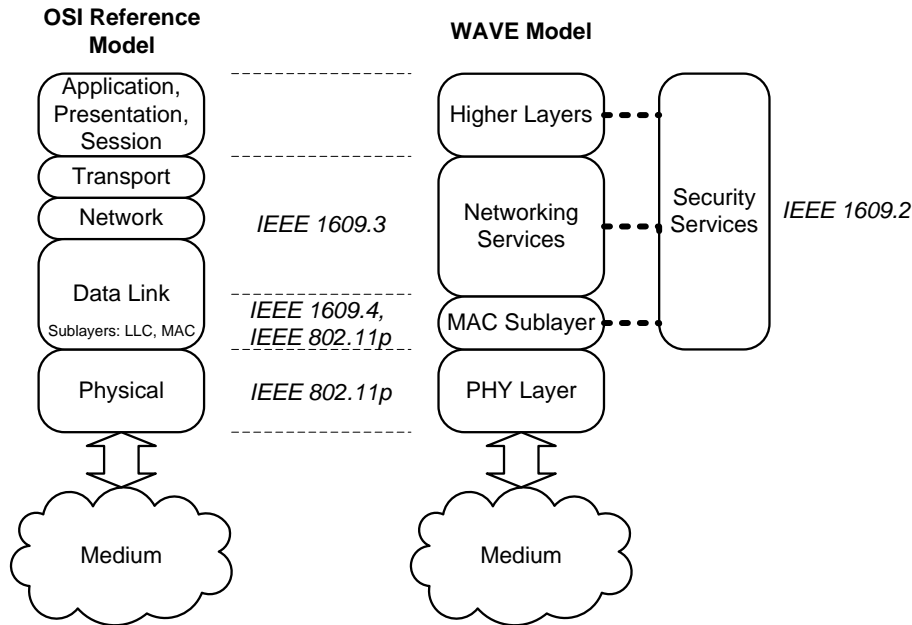 OSI Reference
Model
WAVE Model
Application,
Presentation,
Session
Transport
Network
Data Link
Sublayers: LLC, MAC
Physical
Medium
IEEE 1609.3
IEEE 1609.4,
IEEE 802.11p
IEEE 802.11p
Higher Layers
Networking
Services
MAC Sublayer
PHY Layer
Medium
Security
Services
IEEE 1609.2